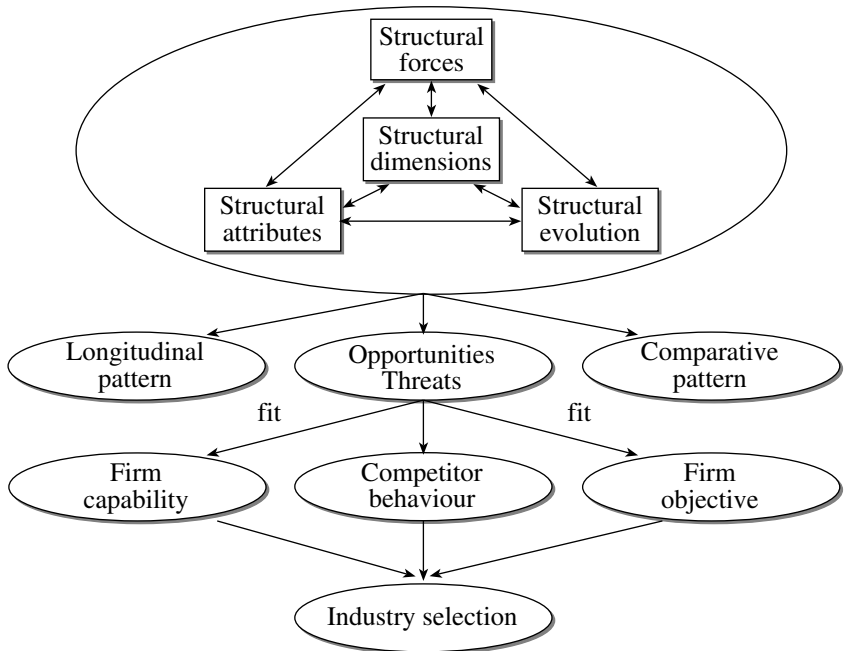 Structural
forces
Structural
dimensions
Structural
attributes
Structural
evolution
Longitudinal
pattern
Opportunities
Threats
Comparative
pattern
fit
fit
Firm
capability
Competitor
behaviour
Firm
objective
Industry selection